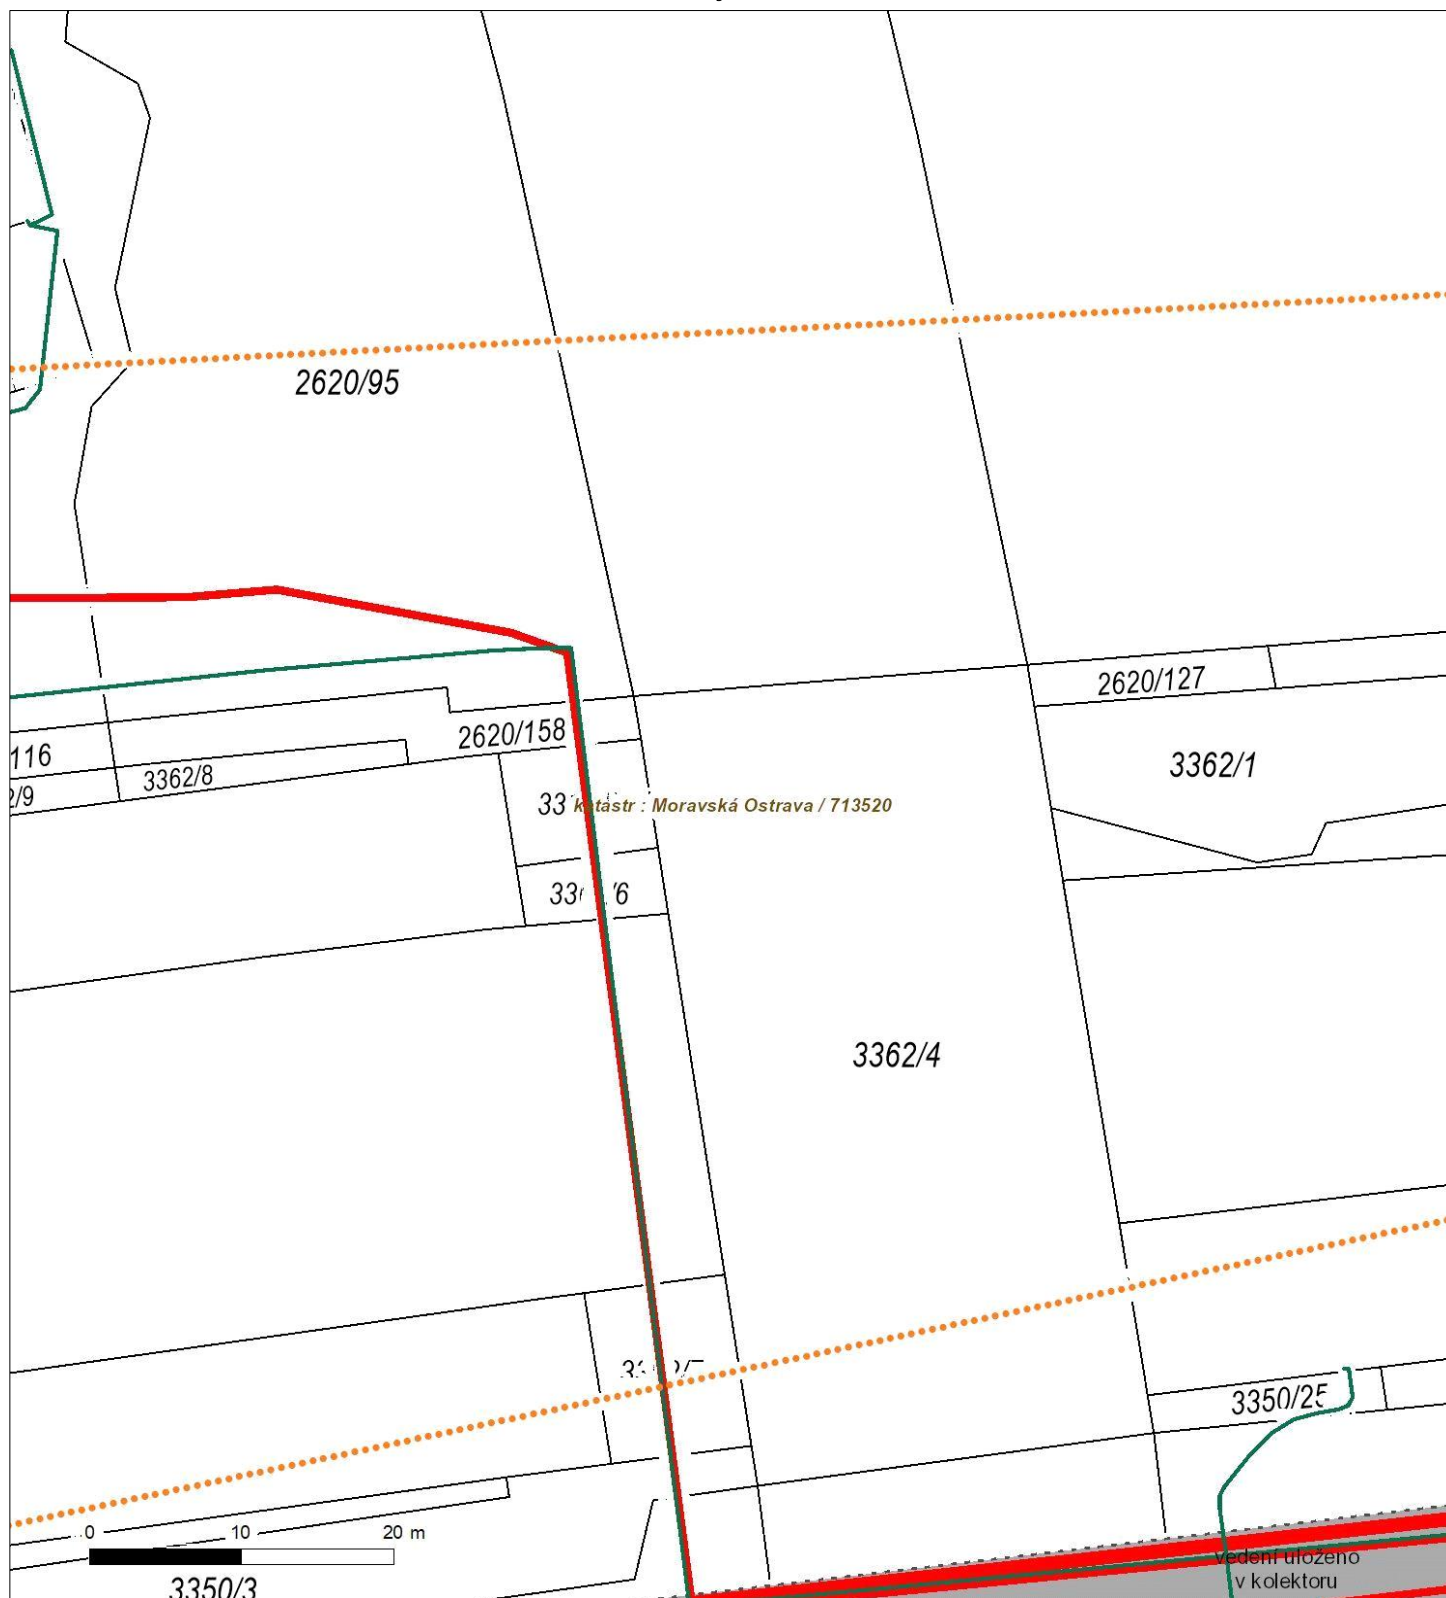 2620/95
2620/127
2620/158
116
3362/1
3362/8
2/9
katastr : Moravská Ostrava / 713520
3362/4
3350/25
0 10 20 m
3350/3
vedení uloženo
v kolektoru